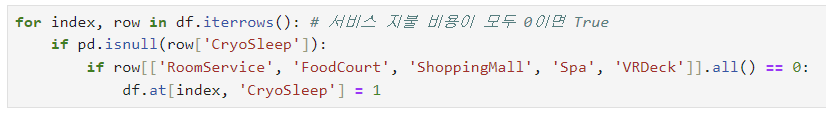 for index, row in df.iterrows(): # 서비스 지불 비용이 모두 0이면 True
    if pd.isnull(row['CryoSleep']):
        if row[['RoomService', 'FoodCourt', 'ShoppingMall', 'Spa', 'VRDeck']].all() == 0:
            df.at[index, 'CryoSleep'] = 1